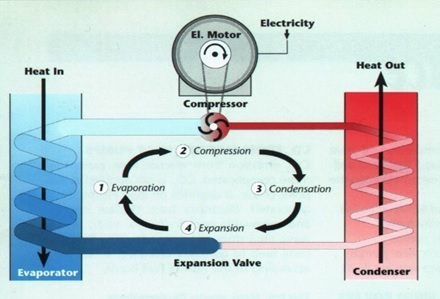 Electricity
El. Motor
Heat In
Heat Out
Compressor
2 Compression
1 Evaporation
3 Condensation
4 Expansion
Evaporator
Expansion Valve
Condenser